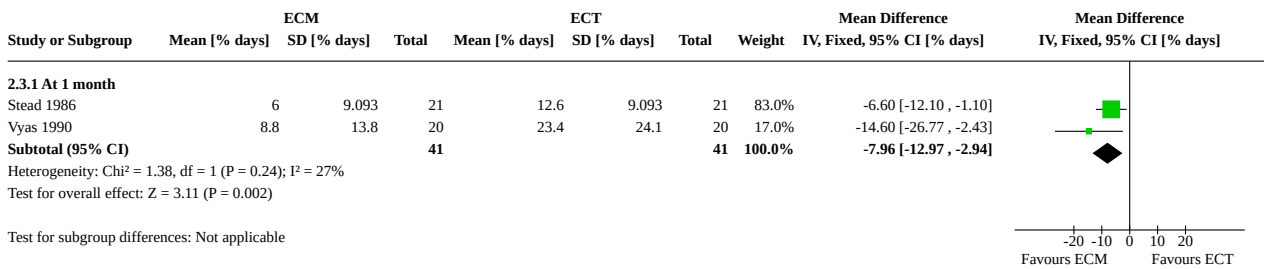 ECM ECT Mean Difference Mean Difference
Study or Subgroup Mean [% days] SD [% days] Total Mean [% days] SD [% days] Total Weight IV, Fixed, 95% CI [% days] IV, Fixed, 95% CI [% days]
2.3.1 At 1 month
Stead 1986 6 9.093 21 12.6 9.093 21 83.0% -6.60 [-12.10 , -1.10]
Vyas 1990 8.8 13.8 20 23.4 24.1 20 17.0% -14.60 [-26.77 , -2.43]
Subtotal (95% CI) 41 41 100.0% -7.96 [-12.97 , -2.94]
Heterogeneity: Chi² = 1.38, df = 1 (P = 0.24); I² = 27%
Test for overall effect: Z = 3.11 (P = 0.002)
Test for subgroup differences: Not applicable
-20 -10 0 10 20
Favours ECM Favours ECT